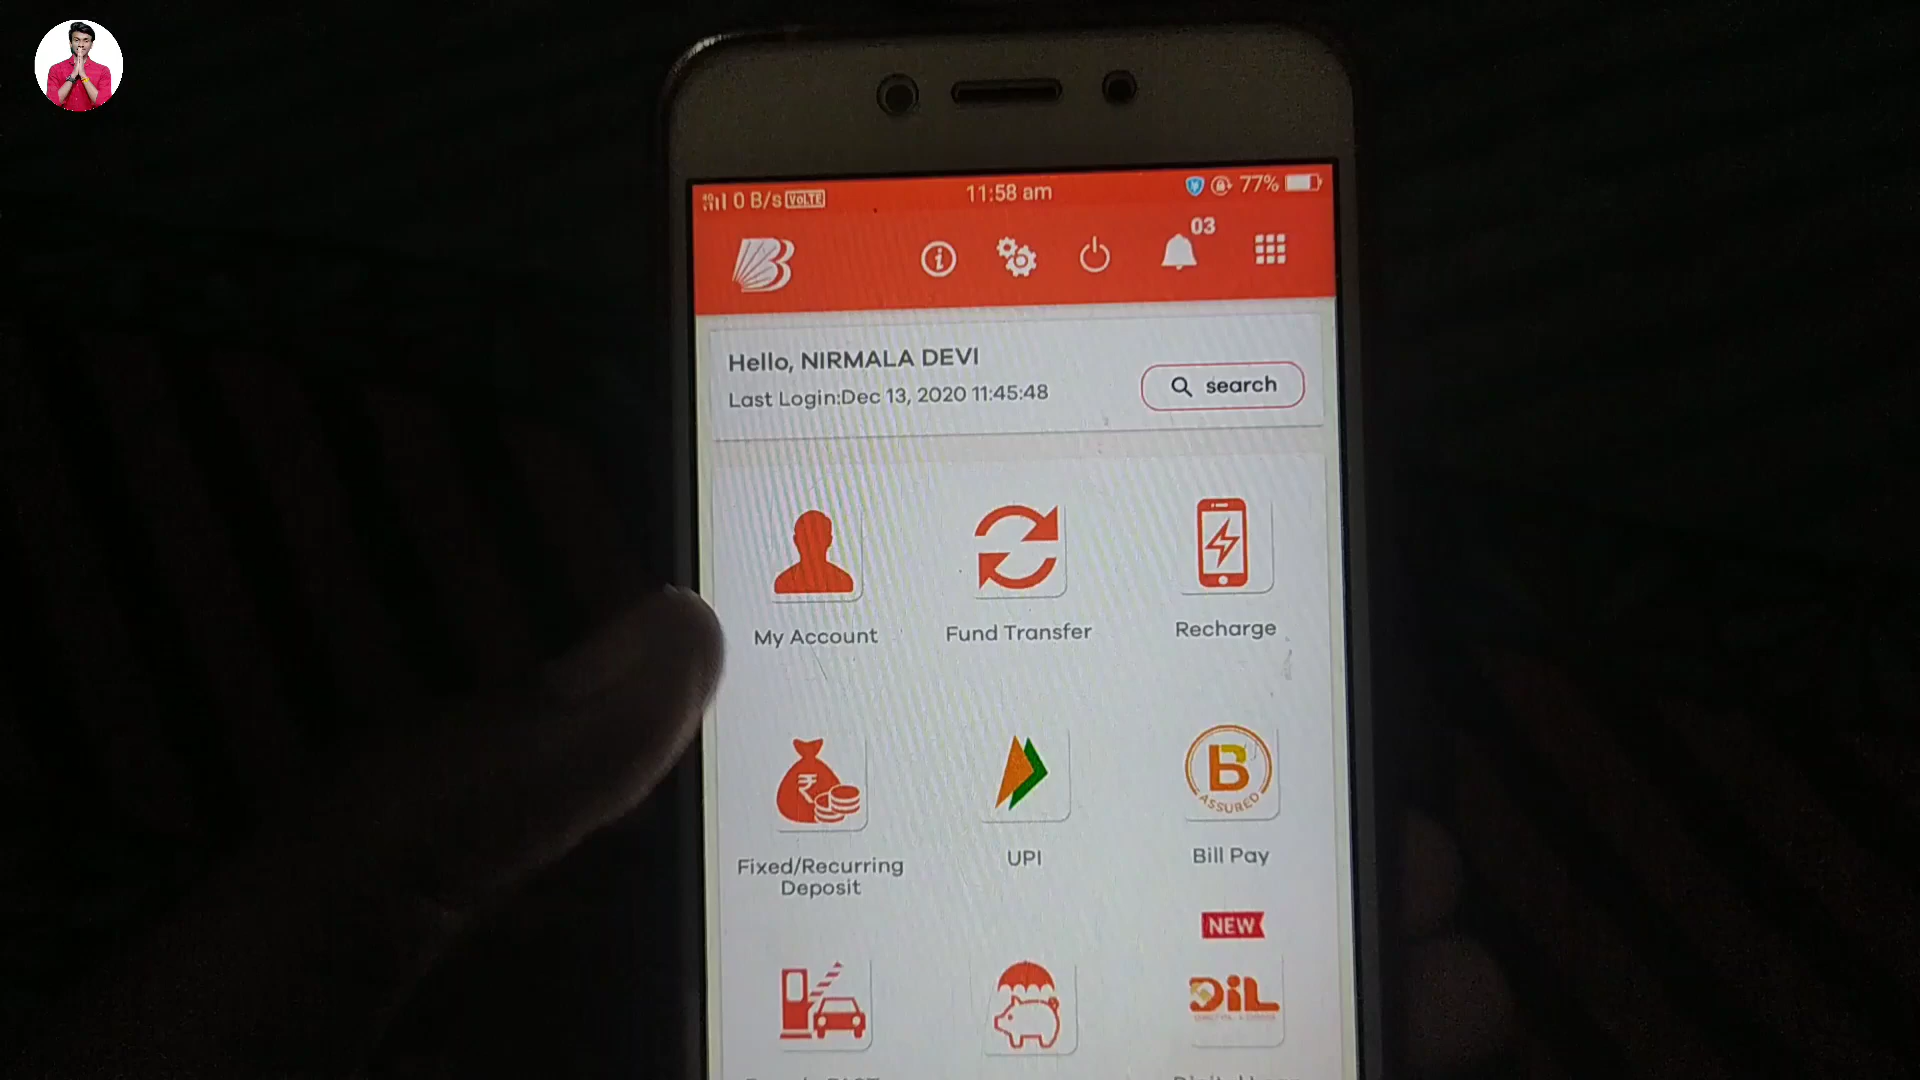 0 B/s VoLTE 11:58 am 77%
03
Hello, NIRMALA DEVI
Last Login:Dec 13, 2020 11:45:48
search
My Account Fund Transfer Recharge
ASSURED
Fixed/Recurring
Deposit
UPI
Bill Pay
NEW
DiL